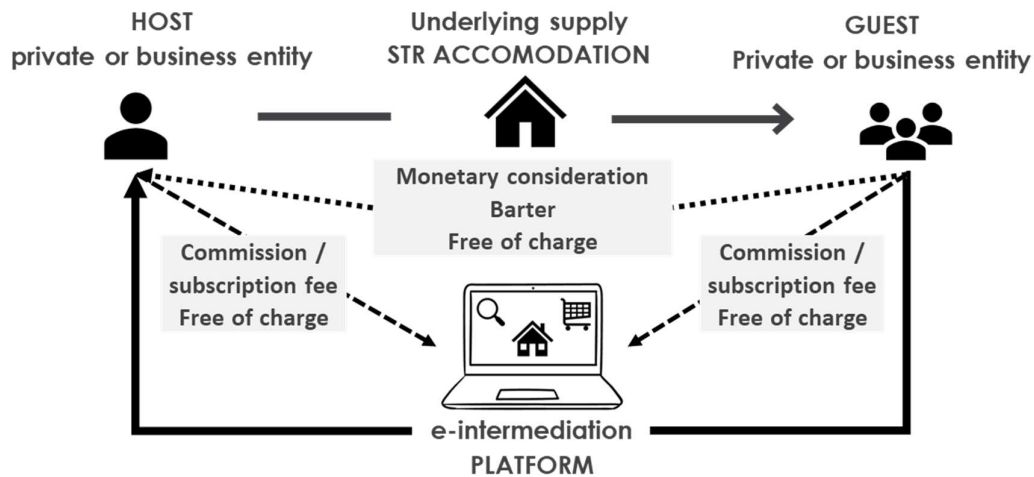 HOST
private or business entity
Underlying supply
STR ACCOMODATION
GUEST
Private or business entity
Monetary consideration
Barter
Free of charge
Commission /
subscription fee
Free of charge
Commission /
subscription fee
Free of charge
e-intermediation
PLATFORM